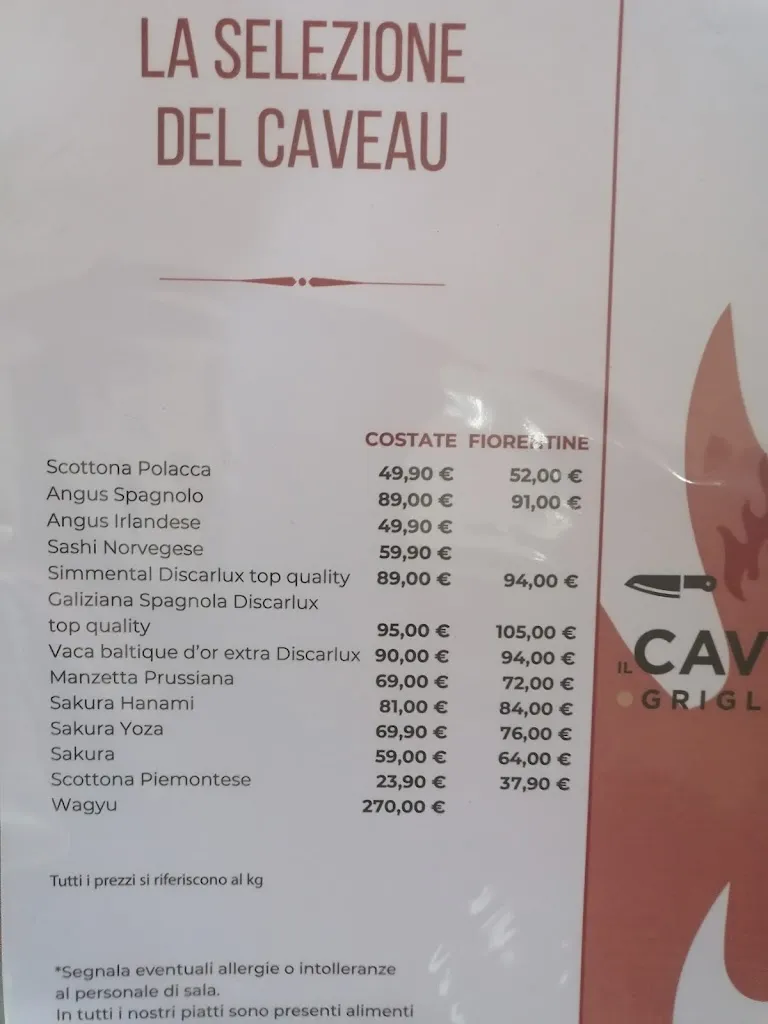 LA SELEZIONE
DEL CAVEAU
COSTATE FIORENTINE
Scottona Polacca 49,90 € 52,00 €
Angus Spagnolo 89,00 € 91,00 €
Angus Irlandese 49,90 €
Sashi Norvegese 59,90 €
Simmental Discarlux top quality 89,00 € 94,00 €
Galiziana Spagnola Discarlux
top quality 95,00 € 105,00 €
Vaca baltique d'or extra Discarlux 90,00 € 94,00 €
Manzetta Prussiana 69,00 € 72,00 €
Sakura Hanami 81,00 € 84,00 €
Sakura Yoza 69,90 € 76,00 €
Sakura 59,00 € 64,00 €
Scottona Piemontese 23,90 € 37,90 €
Wagyu 270,00 €
Tutti i prezzi si riferiscono al kg
*Segnala eventuali allergie o intolleranze
al personale di sala.
In tutti i nostri piatti sono presenti alimenti
IL CAV
GRIGL